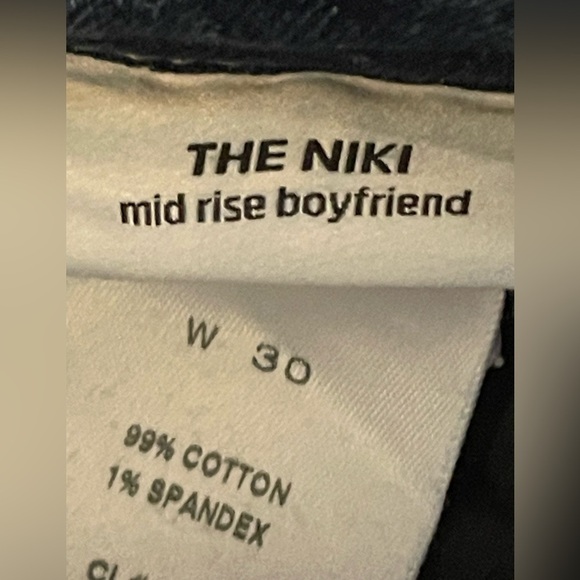 THE NIKI
mid rise boyfriend
W 30
99% COTTON
1% SPANDEX